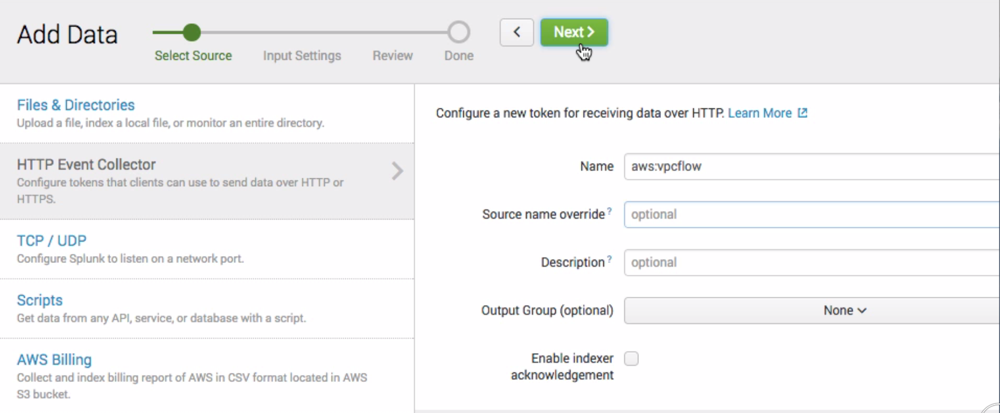 Add Data
Select Source
Input Settings
Review
Done
Next
Files & Directories
Upload a file, index a local file, or monitor an entire directory.
HTTP Event Collector
Configure tokens that clients can use to send data over HTTP or
HTTPS.
TCP / UDP
Configure Splunk to listen on a network port.
Scripts
Get data from any API, service, or database with a script.
AWS Billing
Collect and index billing report of AWS in CSV format located in AWS
S3 bucket.
Configure a new token for receiving data over HTTP. Learn More
Name
aws:vpcflow
Source name override ?
optional
Description ?
optional
Output Group (optional)
None
Enable indexer
acknowledgement